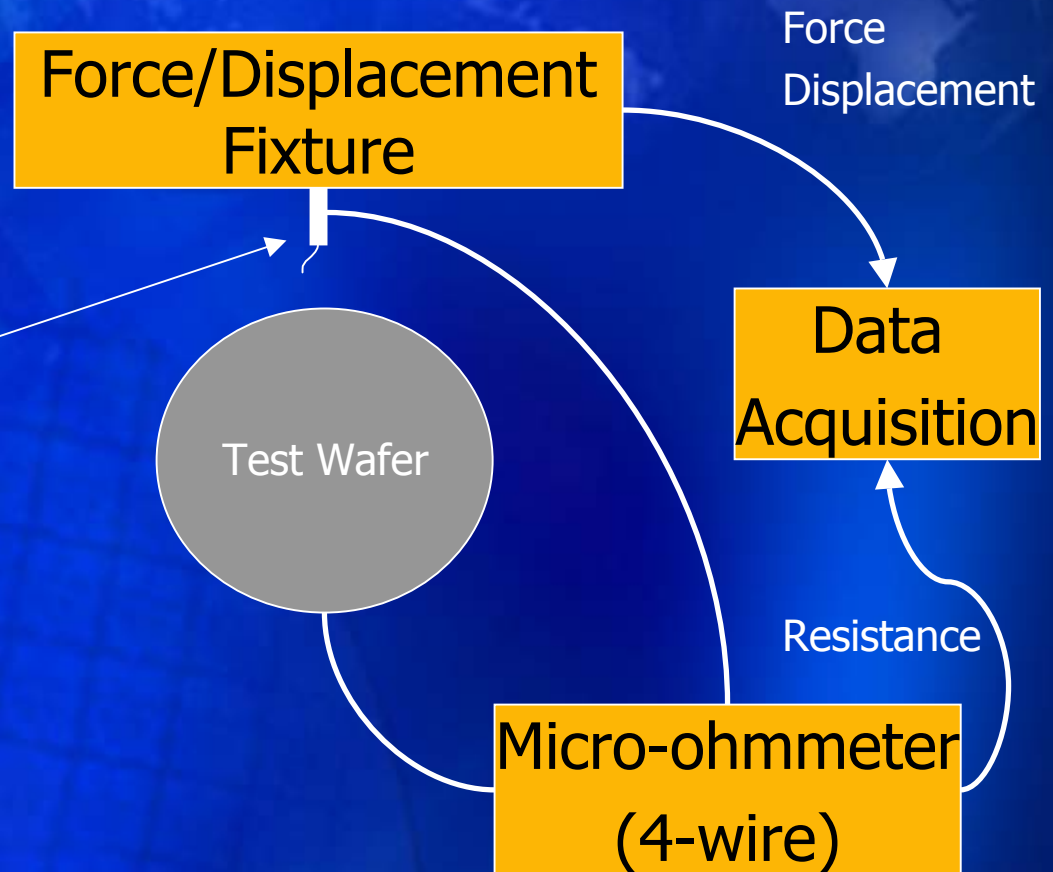 Force
Displacement
Force/Displacement
Fixture
Data
Acquisition
Test Wafer
Resistance
Micro-ohmmeter
(4-wire)